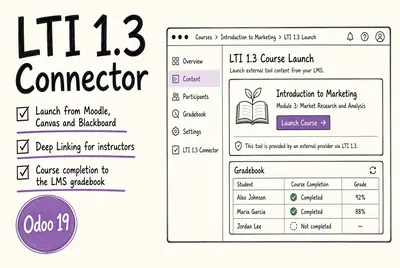 LTI 1.3
Connector
Launch from Moodle,
Canvas and Blackboard
Deep Linking for instructors
Course completion
to the LMS gradebook
Odoo 19
Courses > Introduction to Marketing > LTI 1.3 Launch
Overview
Content
Participants
Gradebook
Settings
LTI 1.3 Connector
LTI 1.3 Course Launch
Launch external tool content from your LMS.
Introduction to Marketing
Module 3: Market Research and Analysis
Launch Course →
This tool is provided by an external provider via LTI 1.3.
Gradebook
Student Course Completion Grade
Alex Johnson Completed 92%
Maria Garcia Completed 88%
Jordan Lee Not completed —